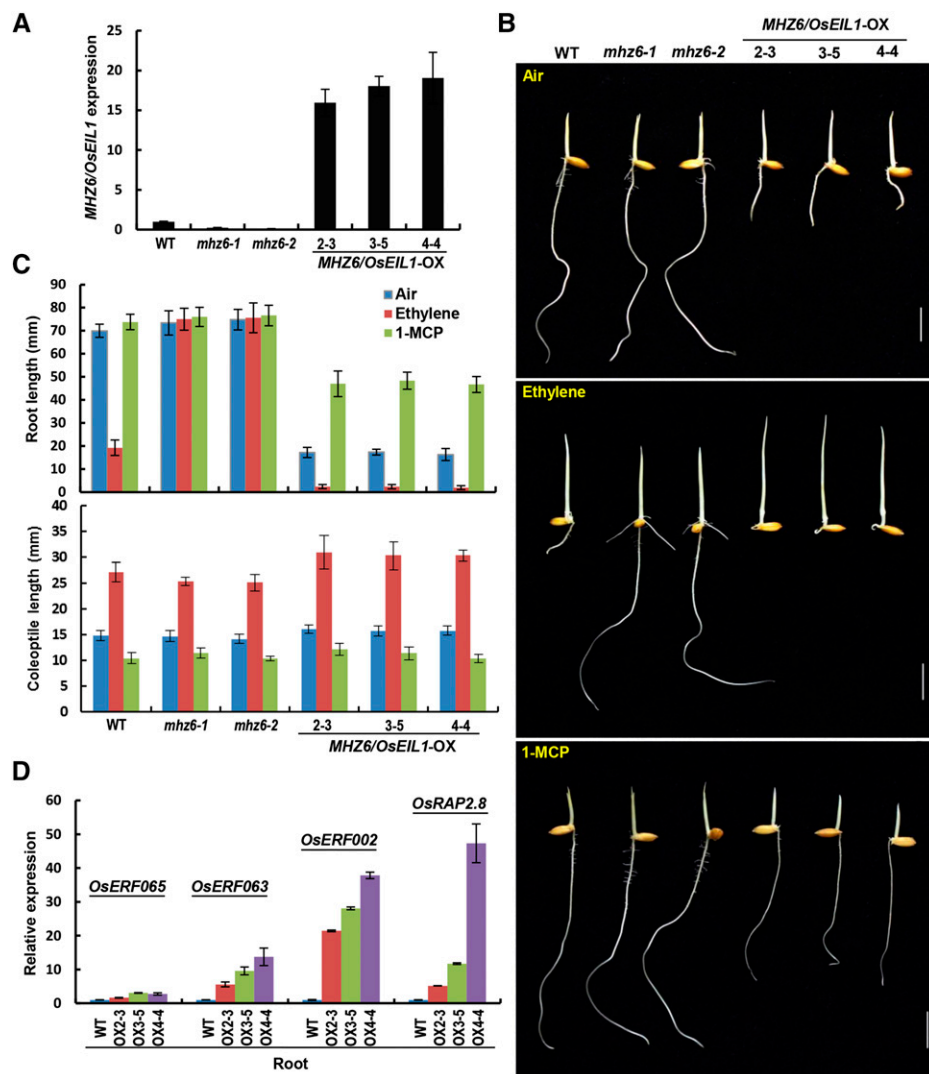 A
MHZ6/OsEIL1 expression
25
20
15
10
5
0
WT
mhz6-1
mhz6-2
2-3
3-5
4-4
MHZ6/OsEIL1-OX
B
MHZ6/OsEIL1-OX
WT
mhz6-1
mhz6-2
2-3
3-5
4-4
Air
Ethylene
1-MCP
C
Root length (mm)
90
80
70
60
50
40
30
20
10
0
Air
Ethylene
1-MCP
Coleoptile length (mm)
40
35
30
25
20
15
10
5
0
WT
mhz6-1
mhz6-2
2-3
3-5
4-4
MHZ6/OsEIL1-OX
D
Relative expression
60
50
40
30
20
10
0
OsERF065
OsERF063
OsERF002
OsRAP2.8
WT
OX2-3
OX3-5
OX4-4
WT
OX2-3
OX3-5
OX4-4
WT
OX2-3
OX3-5
OX4-4
WT
OX2-3
OX3-5
OX4-4
Root